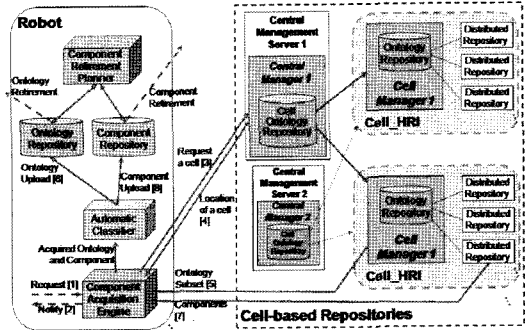 Robot
Component
Retirement
Planner
Ontology
Retirement
Component
Retirement
Ontology
Repository
Component
Repository
Ontology
Upload [8]
Component
Upload [8]
Automatic
Classifier
Acquired Ontology
and Component
Request [1]
Notify [2]
Component
Acquisition
Engine
Request
a cell [3]
Location
of a cell
[4]
Ontology
Subset [5]
Components
[7]
Central
Management
Server 1
Central
Manager 1
Cell
Ontology
Repository
Central
Management
Server 2
Central
Manager 2
Cell
Ontology
Repository
Ontology
Repository
Cell
Manager 1
Cell_HRI
Distributed
Repository
Distributed
Repository
Distributed
Repository
Ontology
Repository
Cell
Manager 1
Cell_HRI
Distributed
Repository
Distributed
Repository
Distributed
Repository
Cell-based Repositories